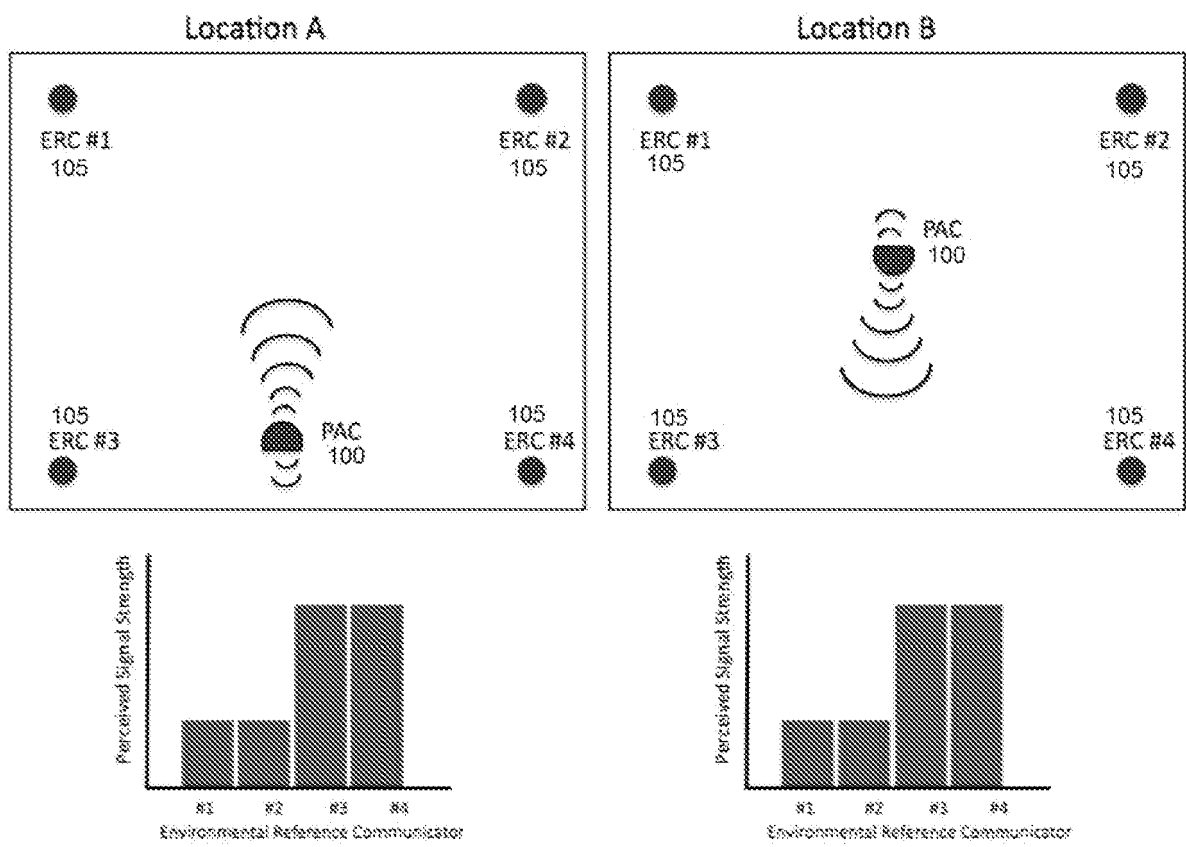 Location A
Location B
ERC #1
105
ERC #2
105
105
ERC #3
PAC
100
105
ERC #4
ERC #1
105
ERC #2
105
PAC
100
105
ERC #3
105
ERC #4
Perceived Signal Strength
#1 #2 #3 #4
Environmental Reference Communicator
Perceived Signal Strength
#1 #2 #3 #4
Environmental Reference Communicator